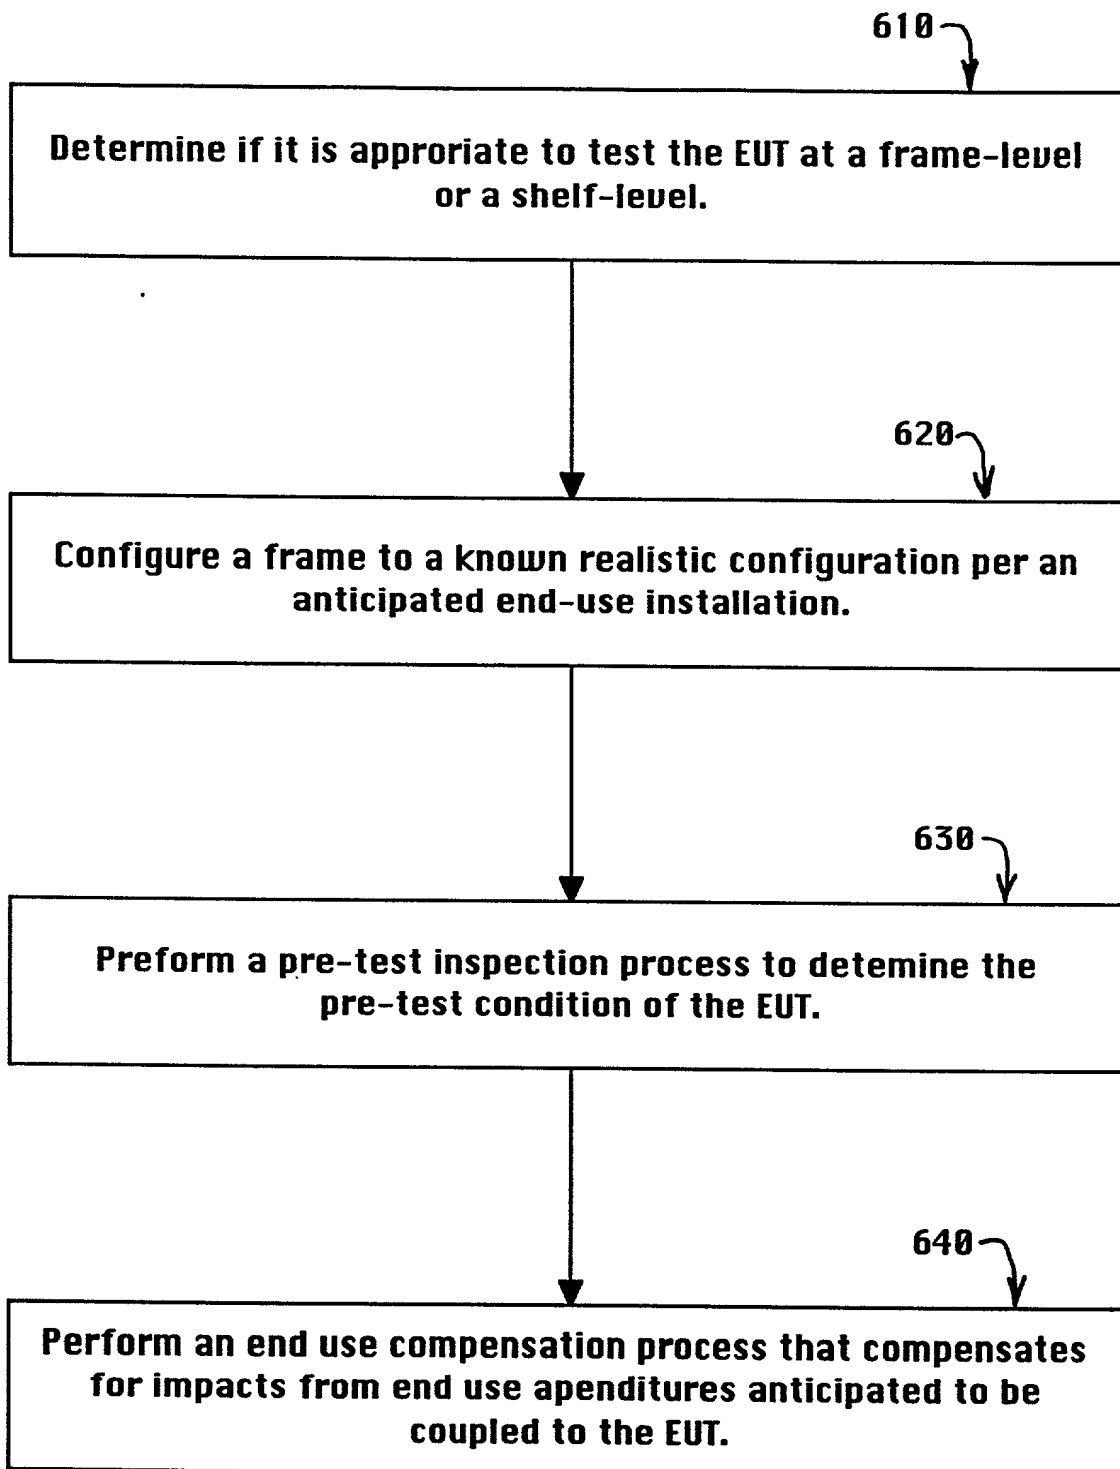 610
Determine if it is approriate to test the EUT at a frame-level
or a shelf-level.
620
Configure a frame to a known realistic configuration per an
anticipated end-use installation.
630
Preform a pre-test inspection process to detemine the
pre-test condition of the EUT.
640
Perform an end use compensation process that compensates
for impacts from end use apenditures anticipated to be
coupled to the EUT.